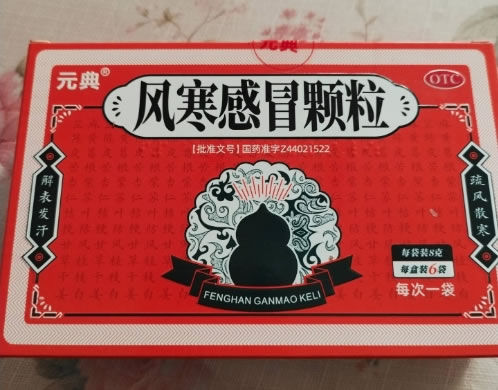 元典
元典®
OTC
风寒感冒颗粒
【批准文号】国药准字Z44021522
解表发汗
疏风散寒
FENGHAN GANMAO KELI
每袋装8克
每盒装6袋
每次一袋